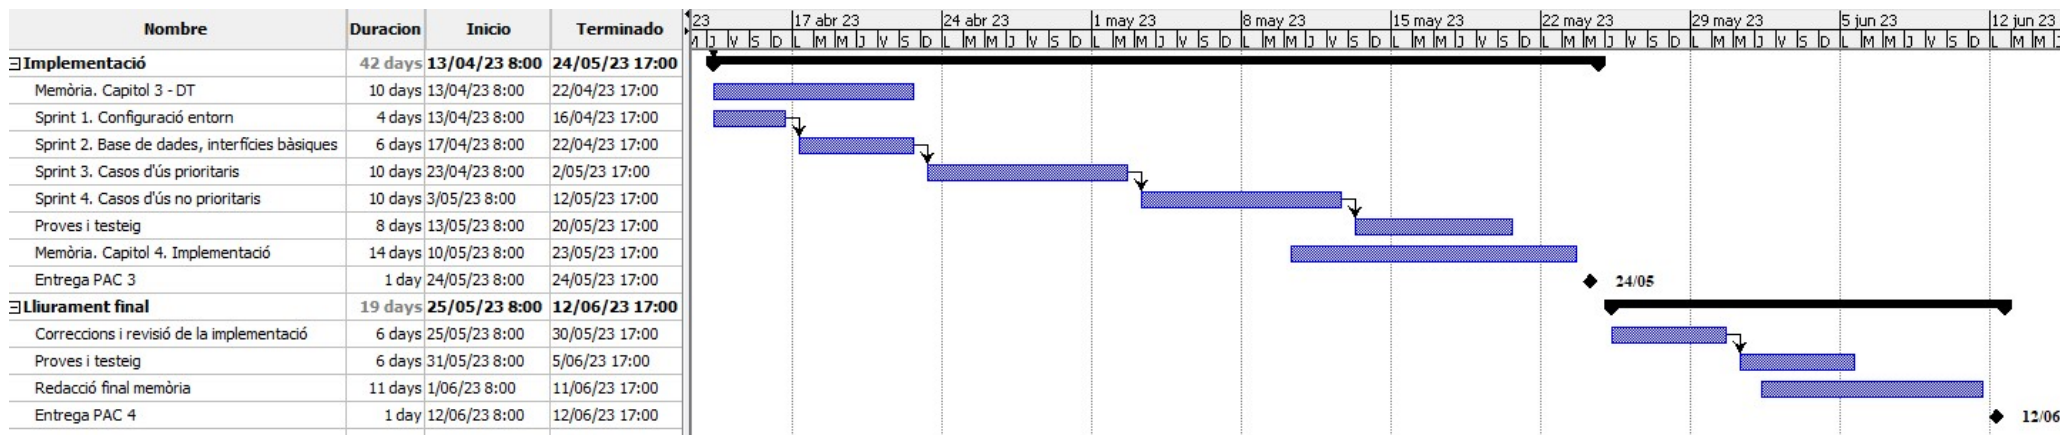 Nombre Duracion Inicio Terminado
23 17 abr 23 24 abr 23 1 may 23 8 may 23 15 may 23 22 may 23 29 may 23 5 jun 23 12 jun 23
M J V S D L M M J V S D L M M J V S D L M M J V S D L M M J V S D L M M J V S D L M M J V S D L M M J V S D L M M J V S D L M M J
Implementació 42 days 13/04/23 8:00 24/05/23 17:00
Memòria. Capitol 3 - DT 10 days 13/04/23 8:00 22/04/23 17:00
Sprint 1. Configuració entorn 4 days 13/04/23 8:00 16/04/23 17:00
Sprint 2. Base de dades, interfícies bàsiques 6 days 17/04/23 8:00 22/04/23 17:00
Sprint 3. Casos d'ús prioritaris 10 days 23/04/23 8:00 2/05/23 17:00
Sprint 4. Casos d'ús no prioritaris 10 days 3/05/23 8:00 12/05/23 17:00
Proves i testeig 8 days 13/05/23 8:00 20/05/23 17:00
Memòria. Capitol 4. Implementació 14 days 10/05/23 8:00 23/05/23 17:00
Entrega PAC 3 1 day 24/05/23 8:00 24/05/23 17:00 24/05
Lliurament final 19 days 25/05/23 8:00 12/06/23 17:00
Correccions i revisió de la implementació 6 days 25/05/23 8:00 30/05/23 17:00
Proves i testeig 6 days 31/05/23 8:00 5/06/23 17:00
Redacció final memòria 11 days 1/06/23 8:00 11/06/23 17:00
Entrega PAC 4 1 day 12/06/23 8:00 12/06/23 17:00 12/06